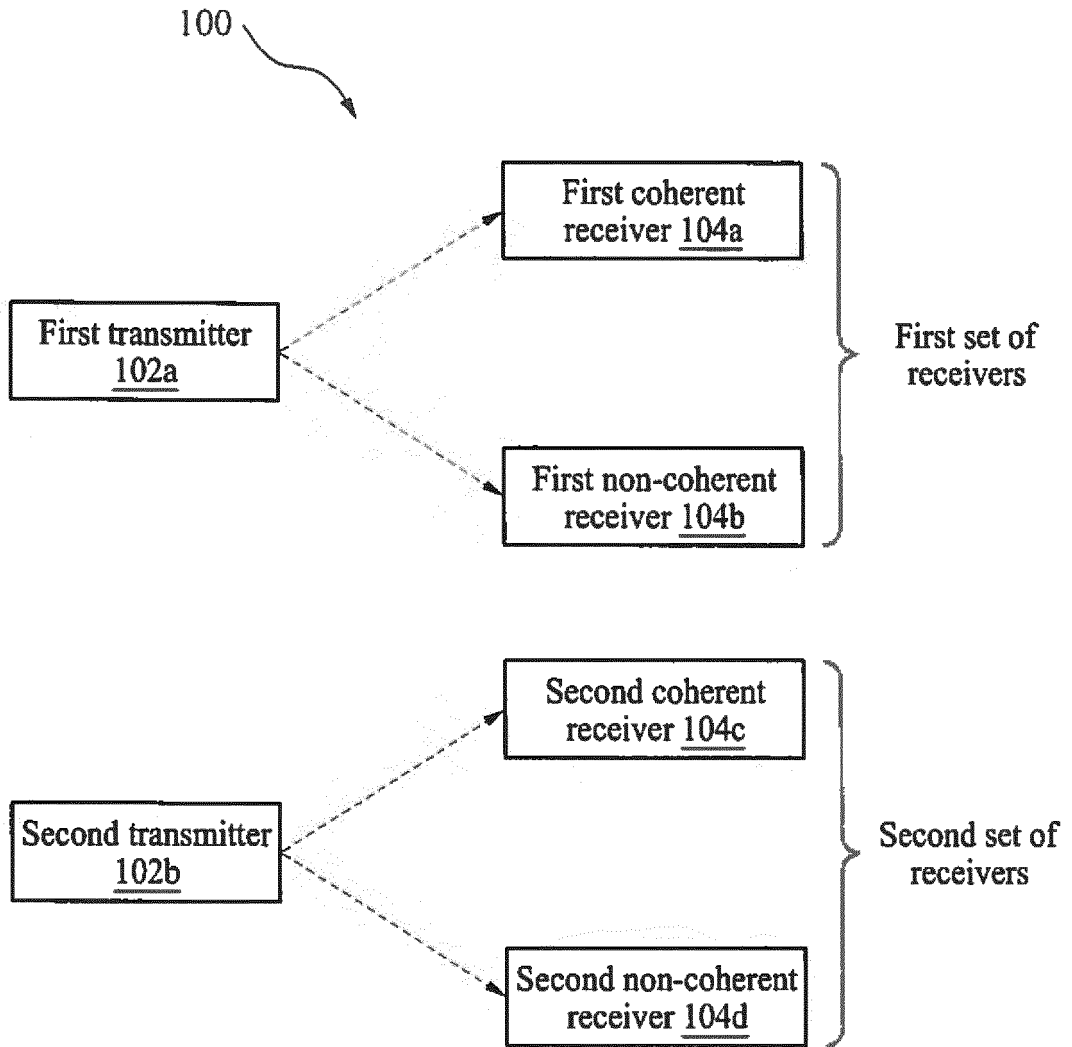 100
First coherent
receiver 104a
First transmitter
102a
First set of
receivers
First non-coherent
receiver 104b
Second coherent
receiver 104c
Second transmitter
102b
Second set of
receivers
Second non-coherent
receiver 104d